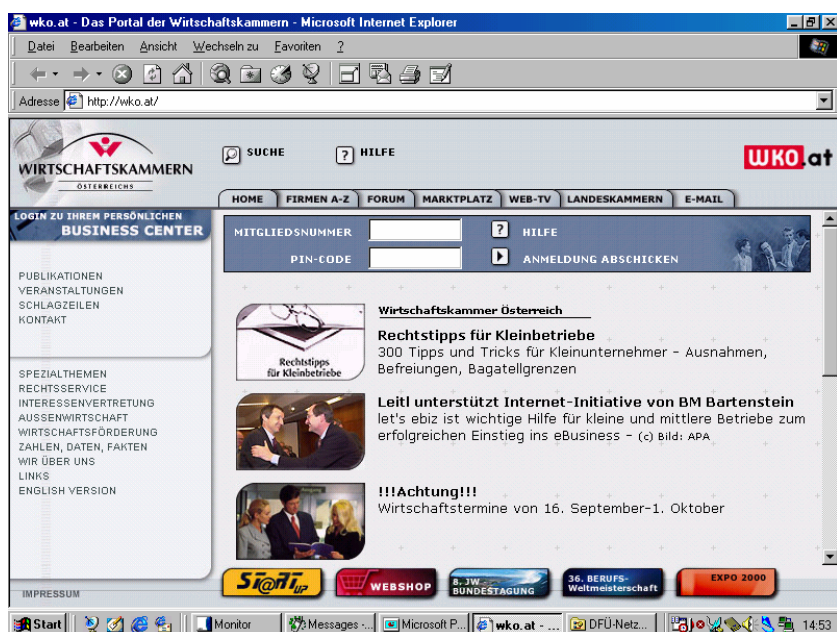 wko.at - Das Portal der Wirtschaftskammern - Microsoft Internet Explorer
Datei Bearbeiten Ansicht Wechseln zu Favoriten ?
Adresse http://wko.at/
WIRTSCHAFTSKAMMERN
ÖSTERREICHS
SUCHE ? HILFE
wko.at
HOME FIRMEN A-Z FORUM MARKTPLATZ WEB-TV LANDESKAMMERN E-MAIL
LOGIN ZU IHREM PERSÖNLICHEN
BUSINESS CENTER
MITGLIEDSNUMMER ? HILFE
PIN-CODE ANMELDUNG ABSCHICKEN
PUBLIKATIONEN
VERANSTALTUNGEN
SCHLAGZEILEN
KONTAKT
SPEZIALTHEMEN
RECHTSSERVICE
INTERESSENVERTRETUNG
AUSSENWIRTSCHAFT
WIRTSCHAFTSFÖRDERUNG
ZAHLEN, DATEN, FAKTEN
WIR ÜBER UNS
LINKS
ENGLISH VERSION
IMPRESSUM
Wirtschaftskammer Österreich
Rechtstipps
für Kleinbetriebe
Rechtstipps für Kleinbetriebe
300 Tipps und Tricks für Kleinunternehmer - Ausnahmen,
Befreiungen, Bagatellgrenzen
Leitl unterstützt Internet-Initiative von BM Bartenstein
let's ebiz ist wichtige Hilfe für kleine und mittlere Betriebe zum
erfolgreichen Einstieg ins eBusiness - (c) Bild: APA
!!!Achtung!!!
Wirtschaftstermine von 16. September-1. Oktober
St@rtup
WEBSHOP
8. JW
BUNDESTAGUNG
36. BERUFS-
Weltmeisterschaft
EXPO 2000
Start Monitor Messages -... Microsoft P... wko.at - ... DFÜ-Netz... 14:53